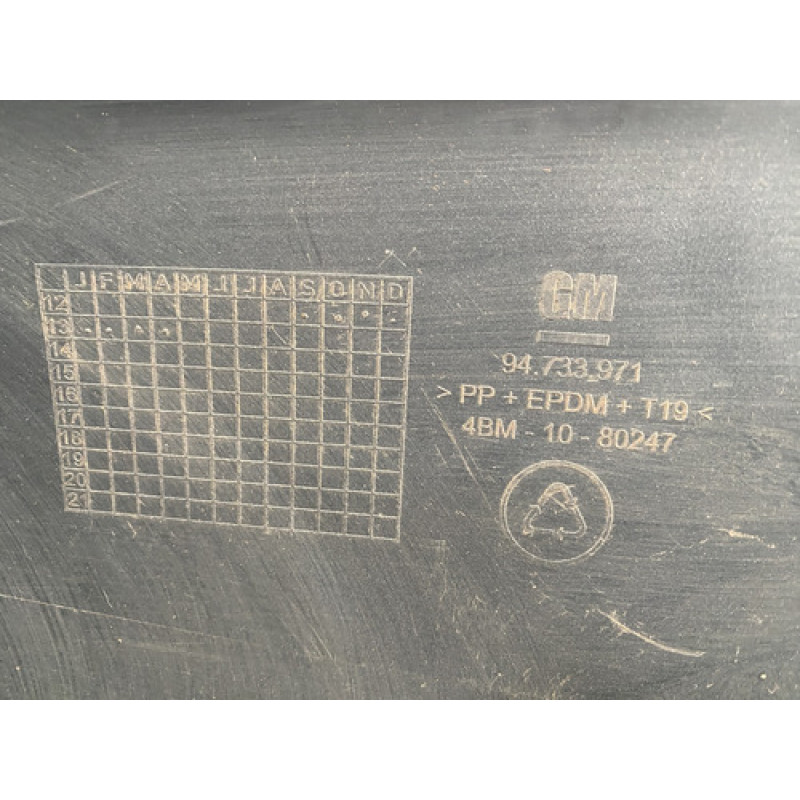 J F M A M J J A S O N D
12
13
14
15
16
17
18
19
20
21
GM
94.733.971
> PP + EPDM + T19 <
4BM - 10 - 80247